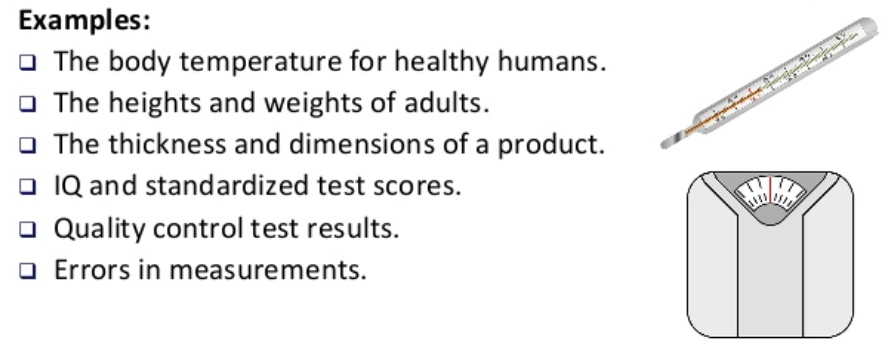 Examples:
❑ The body temperature for healthy humans.
❑ The heights and weights of adults.
❑ The thickness and dimensions of a product.
❑ IQ and standardized test scores.
❑ Quality control test results.
❑ Errors in measurements.